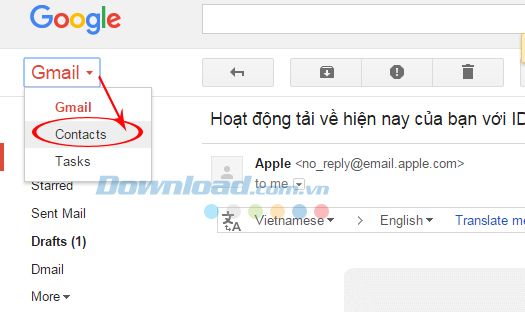 Google
Gmail
Gmail
Contacts
Tasks
Starred
Sent Mail
Drafts (1)
Dmail
More
Hoạt động tải về hiện nay của bạn với ID
Apple <no_reply@email.apple.com>
to me
Download.com.vn
Vietnamese > English Translate me